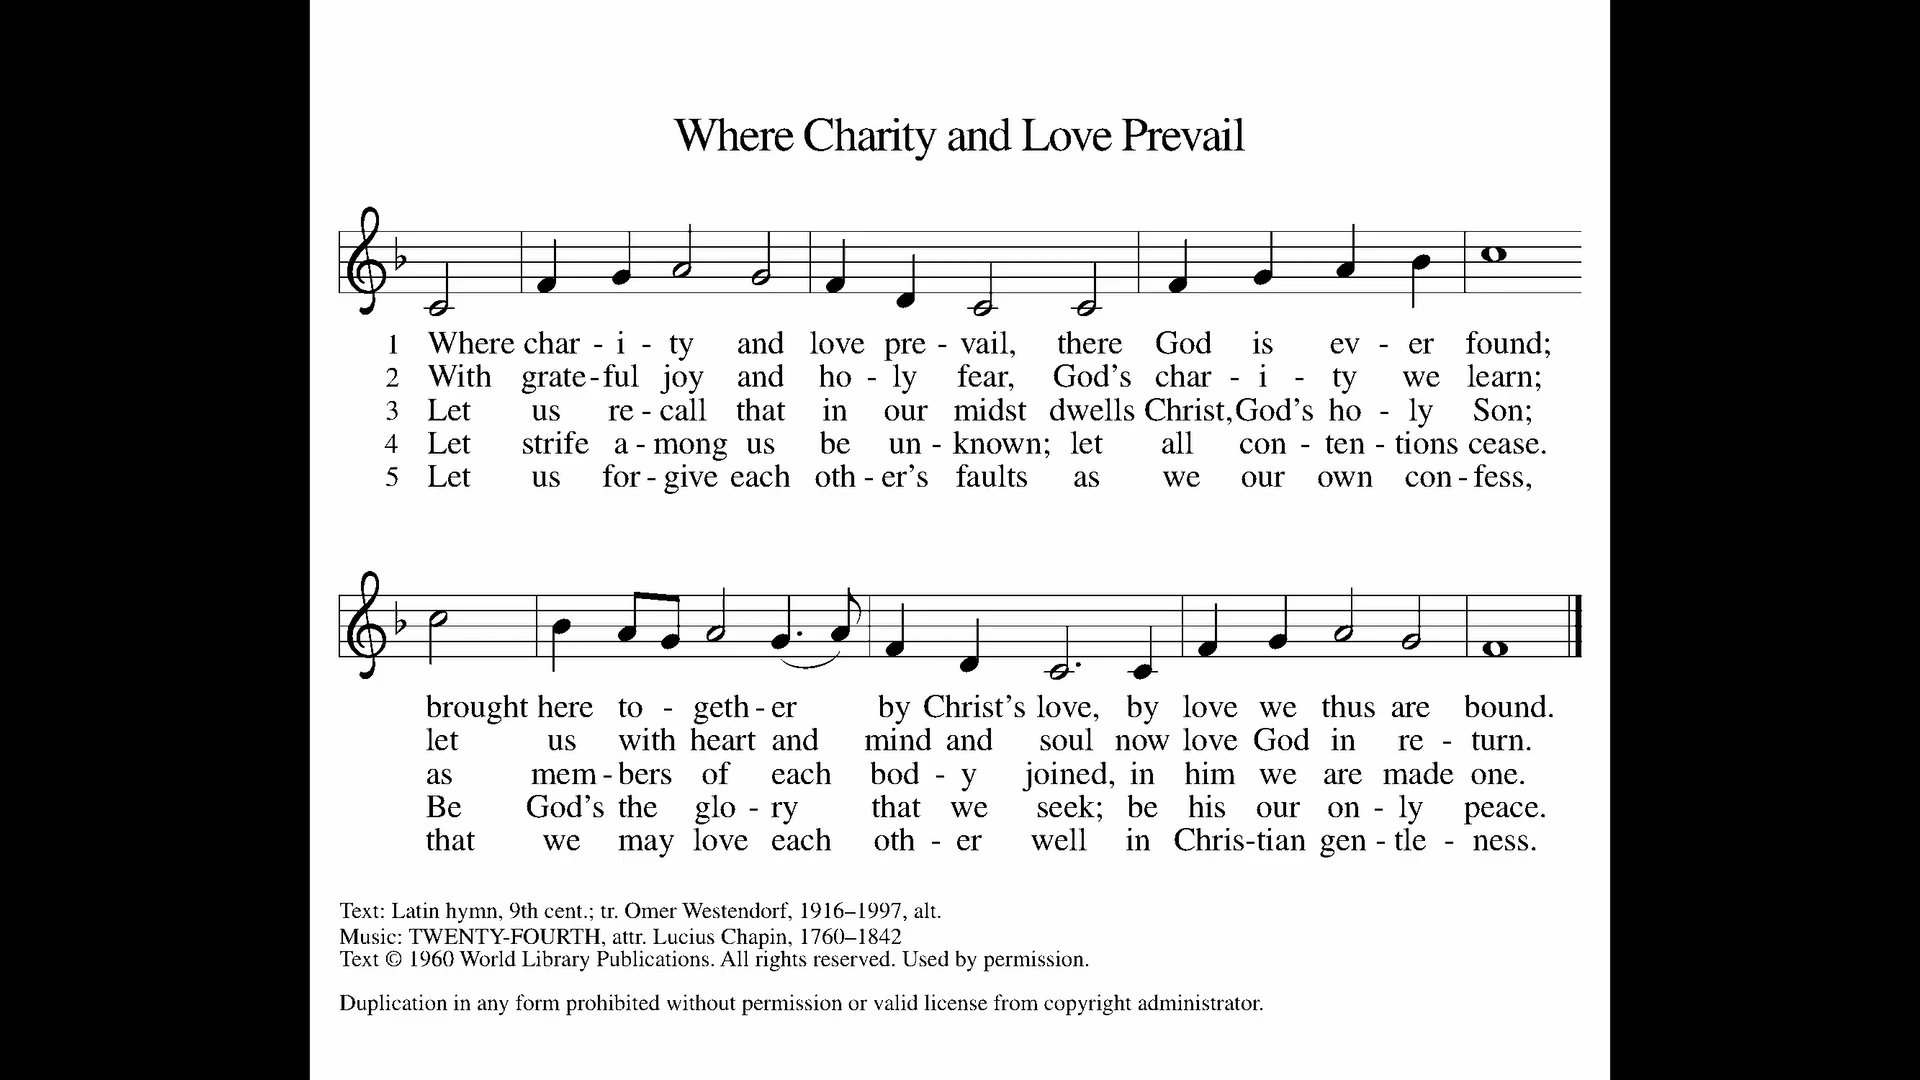 Where Charity and Love Prevail
1 Where char - i - ty and love pre - vail, there God is ev - er found;
2 With grate - ful joy and ho - ly fear, God's char - i - ty we learn;
3 Let us re - call that in our midst dwells Christ, God's ho - ly Son;
4 Let strife a - mong us be un - known; let all con - ten - tions cease.
5 Let us for - give each oth - er's faults as we our own con - fess,
brought here to - geth - er by Christ's love, by love we thus are bound.
let us with heart and mind and soul now love God in re - turn.
as mem - bers of each bod - y joined, in him we are made one.
Be God's the glo - ry that we seek; be his our on - ly peace.
that we may love each oth - er well in Chris - tian gen - tle - ness.
Text: Latin hymn, 9th cent.; tr. Omer Westendorf, 1916–1997, alt.
Music: TWENTY-FOURTH, attr. Lucius Chapin, 1760–1842
Text © 1960 World Library Publications. All rights reserved. Used by permission.
Duplication in any form prohibited without permission or valid license from copyright administrator.